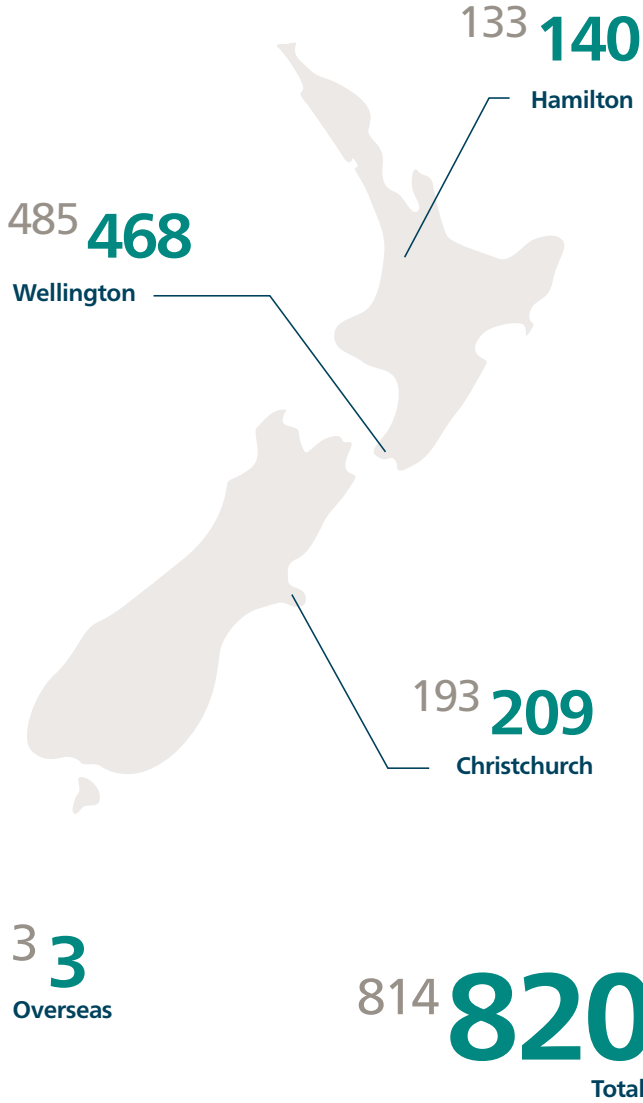 133 140
Hamilton
485 468
Wellington
193 209
Christchurch
3 3
Overseas
814 820
Total